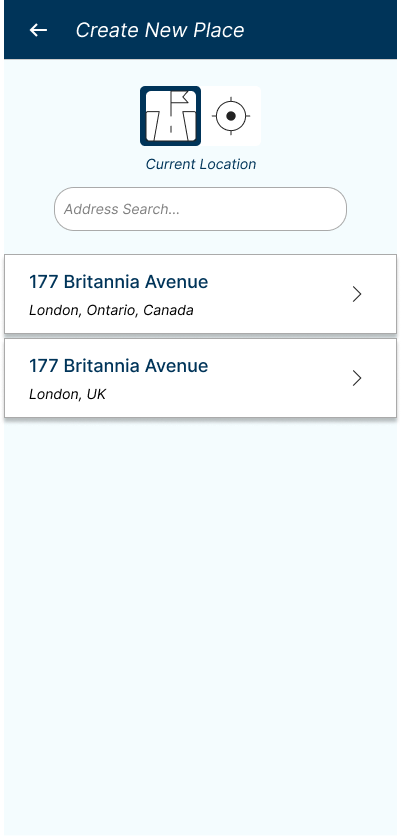 Create New Place
Current Location
Address Search...
177 Britannia Avenue
London, Ontario, Canada
177 Britannia Avenue
London, UK